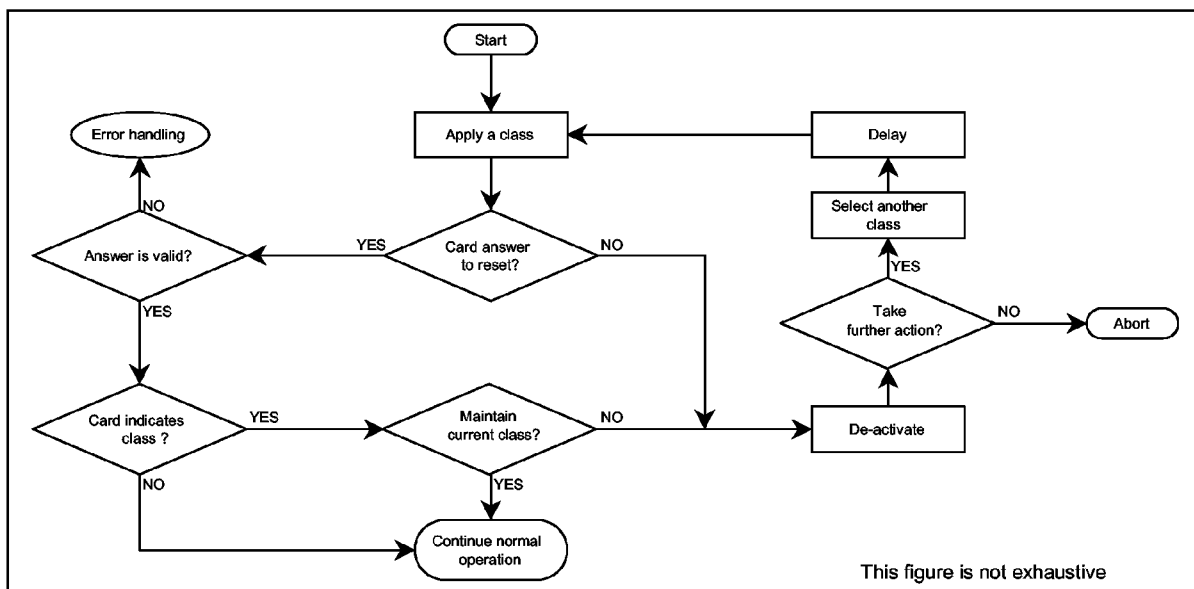 Start
Error handling
Apply a class
Delay
NO
Select another
class
Answer is valid?
YES
Card answer
to reset?
NO
YES
YES
Take
further action?
NO
Abort
Card indicates
class ?
YES
Maintain
current class?
NO
De-activate
NO
YES
Continue normal
operation
This figure is not exhaustive